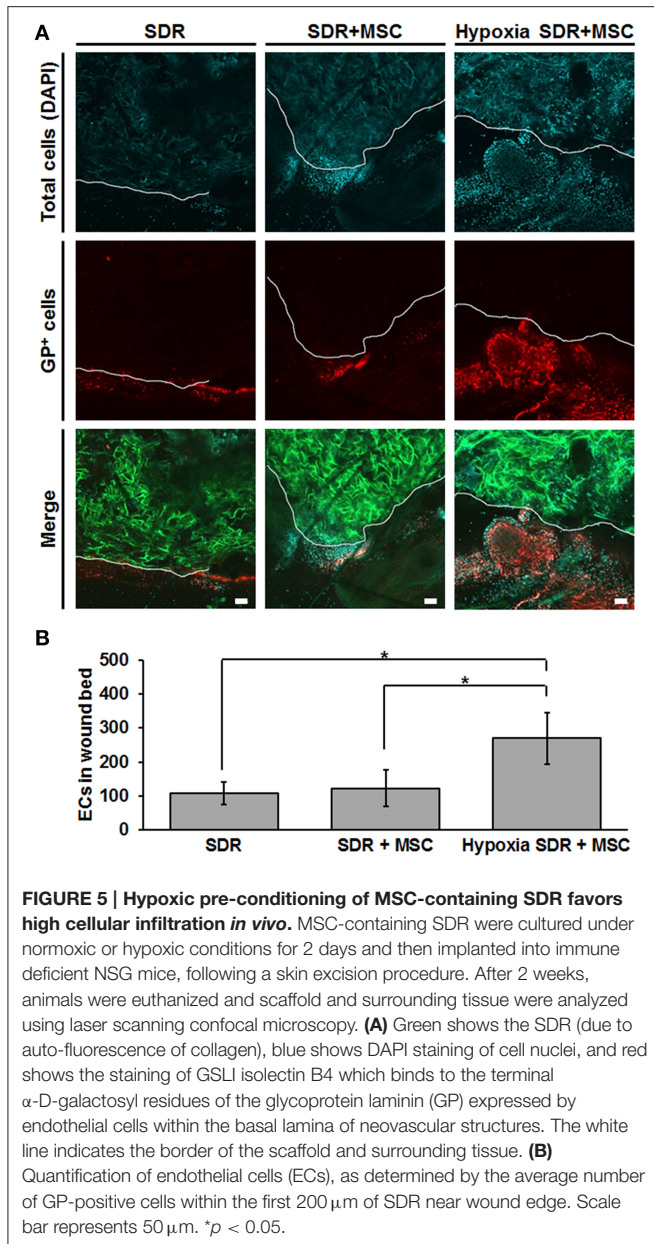 A
SDR SDR+MSC Hypoxia SDR+MSC
Total cells (DAPI)
GP⁺ cells
Merge
B
ECs in wound bed
500
400
300
200
100
0
*
*
SDR SDR + MSC Hypoxia SDR + MSC
FIGURE 5 | Hypoxic pre-conditioning of MSC-containing SDR favors
high cellular infiltration in vivo. MSC-containing SDR were cultured under
normoxic or hypoxic conditions for 2 days and then implanted into immune
deficient NSG mice, following a skin excision procedure. After 2 weeks,
animals were euthanized and scaffold and surrounding tissue were analyzed
using laser scanning confocal microscopy. (A) Green shows the SDR (due to
auto-fluorescence of collagen), blue shows DAPI staining of cell nuclei, and red
shows the staining of GSLI isolectin B4 which binds to the terminal
α-D-galactosyl residues of the glycoprotein laminin (GP) expressed by
endothelial cells within the basal lamina of neovascular structures. The white
line indicates the border of the scaffold and surrounding tissue. (B)
Quantification of endothelial cells (ECs), as determined by the average number
of GP-positive cells within the first 200 μm of SDR near wound edge. Scale
bar represents 50 μm. *p < 0.05.